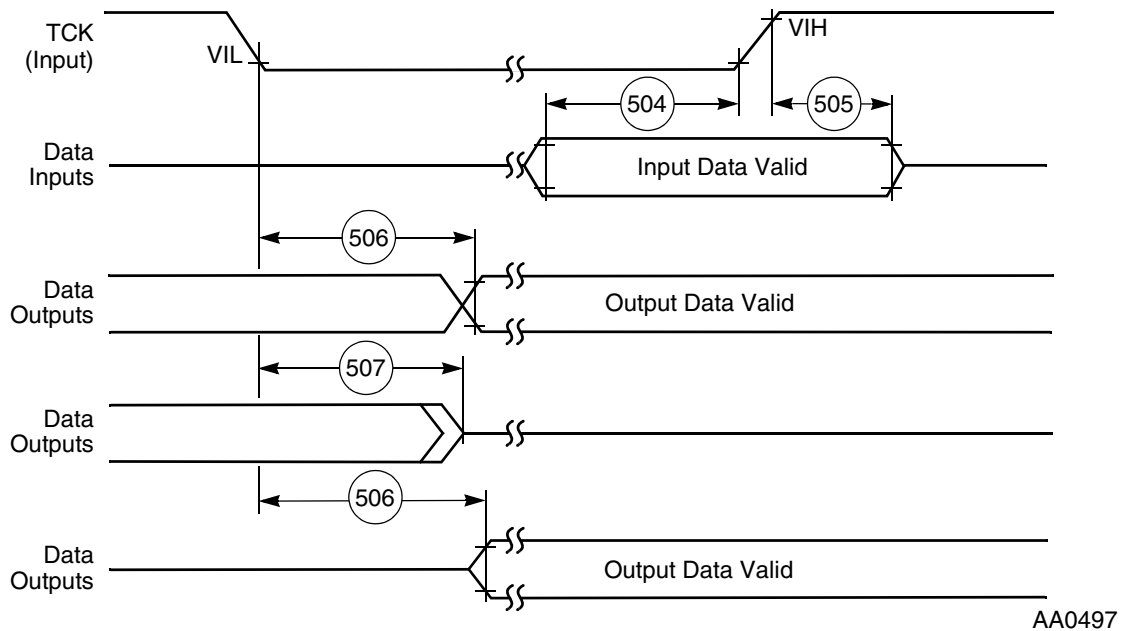 TCK
(Input)
VIL
VIH
504
505
Data
Inputs
Input Data Valid
506
Data
Outputs
Output Data Valid
507
Data
Outputs
506
Data
Outputs
Output Data Valid
AA0497